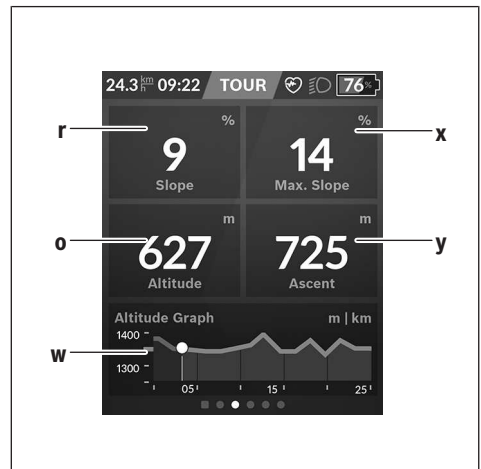 24.3 km/h 09:22 TOUR 76%
r % % x
9 14
Slope Max. Slope
o m m y
627 725
Altitude Ascent
Altitude Graph m | km
1400
w
1300
05 15 25